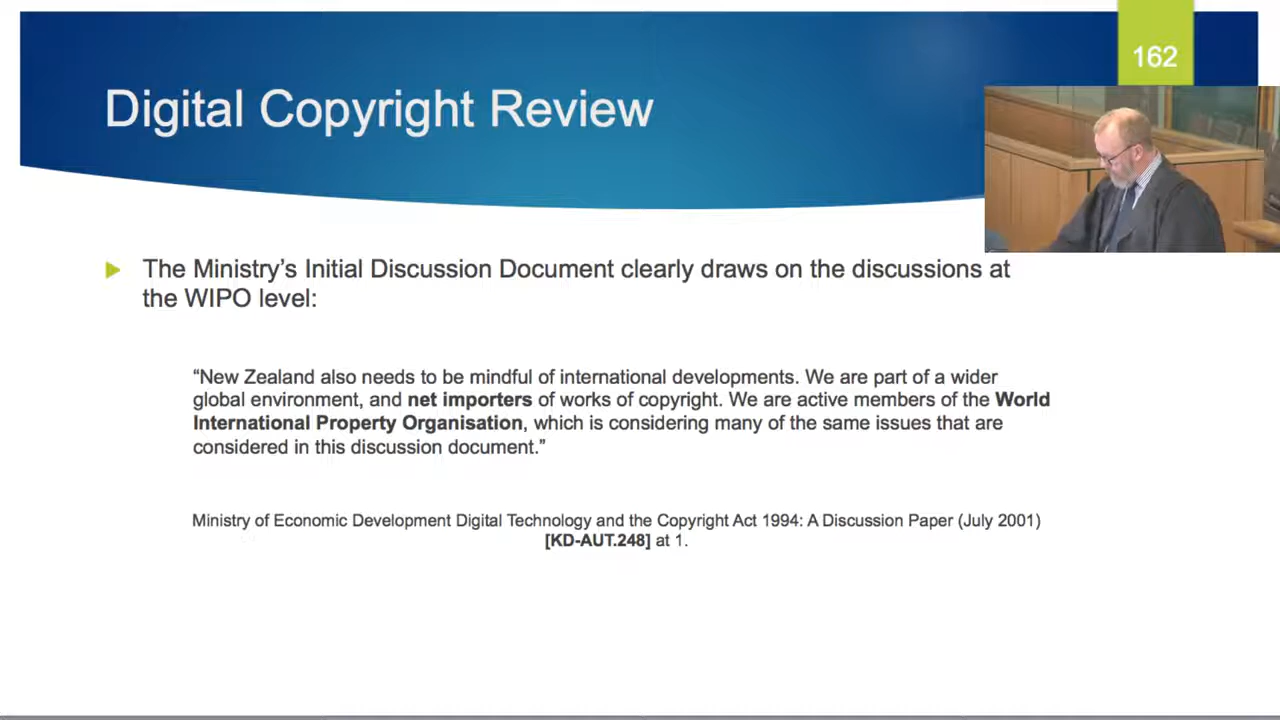 162
Digital Copyright Review
The Ministry’s Initial Discussion Document clearly draws on the discussions at
the WIPO level:
“New Zealand also needs to be mindful of international developments. We are part of a wider
global environment, and net importers of works of copyright. We are active members of the World
International Property Organisation, which is considering many of the same issues that are
considered in this discussion document.”
Ministry of Economic Development Digital Technology and the Copyright Act 1994: A Discussion Paper (July 2001)
[KD-AUT.248] at 1.